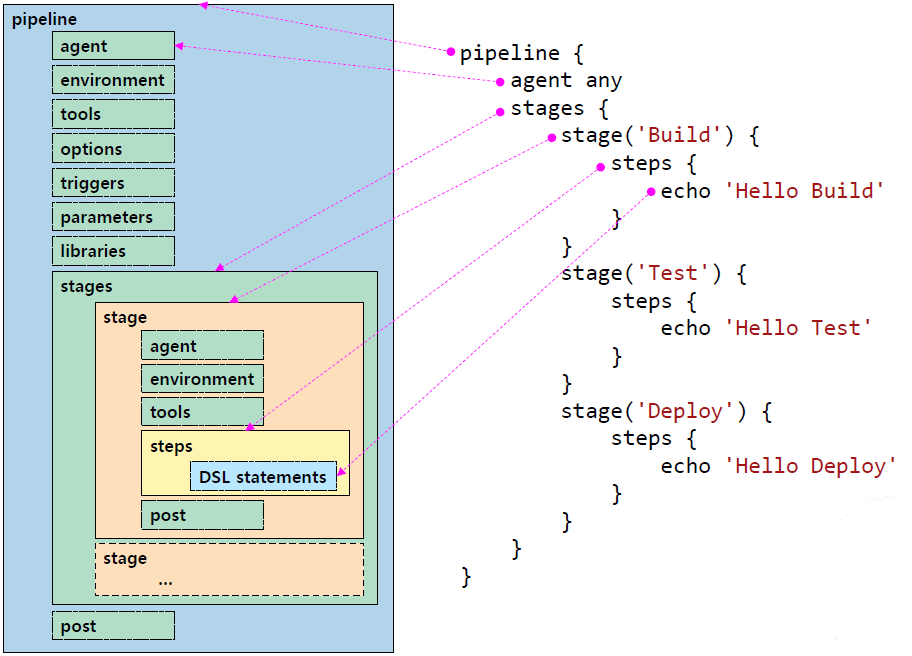 pipeline
agent
environment
tools
options
triggers
parameters
libraries
stages
stage
agent
environment
tools
steps
DSL statements
post
stage
...
post
pipeline {
agent any
stages {
stage('Build') {
steps {
echo 'Hello Build'
}
}
stage('Test') {
steps {
echo 'Hello Test'
}
}
stage('Deploy') {
steps {
echo 'Hello Deploy'
}
}
}
}